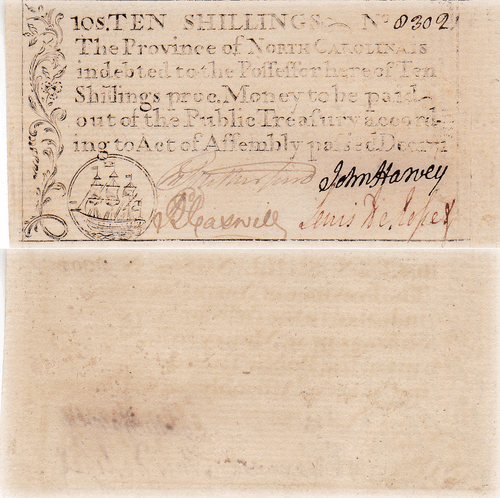 10s. TEN SHILLINGS No 8302
The Province of NORTH CAROLINA is
indebted to the Poſſeſſor hereof Ten
Shillings proc. Money to be paid
out of the Public Treaſury accord-
ing to Act of Aſſembly paſſed Decem
John Harvey
Lewis De